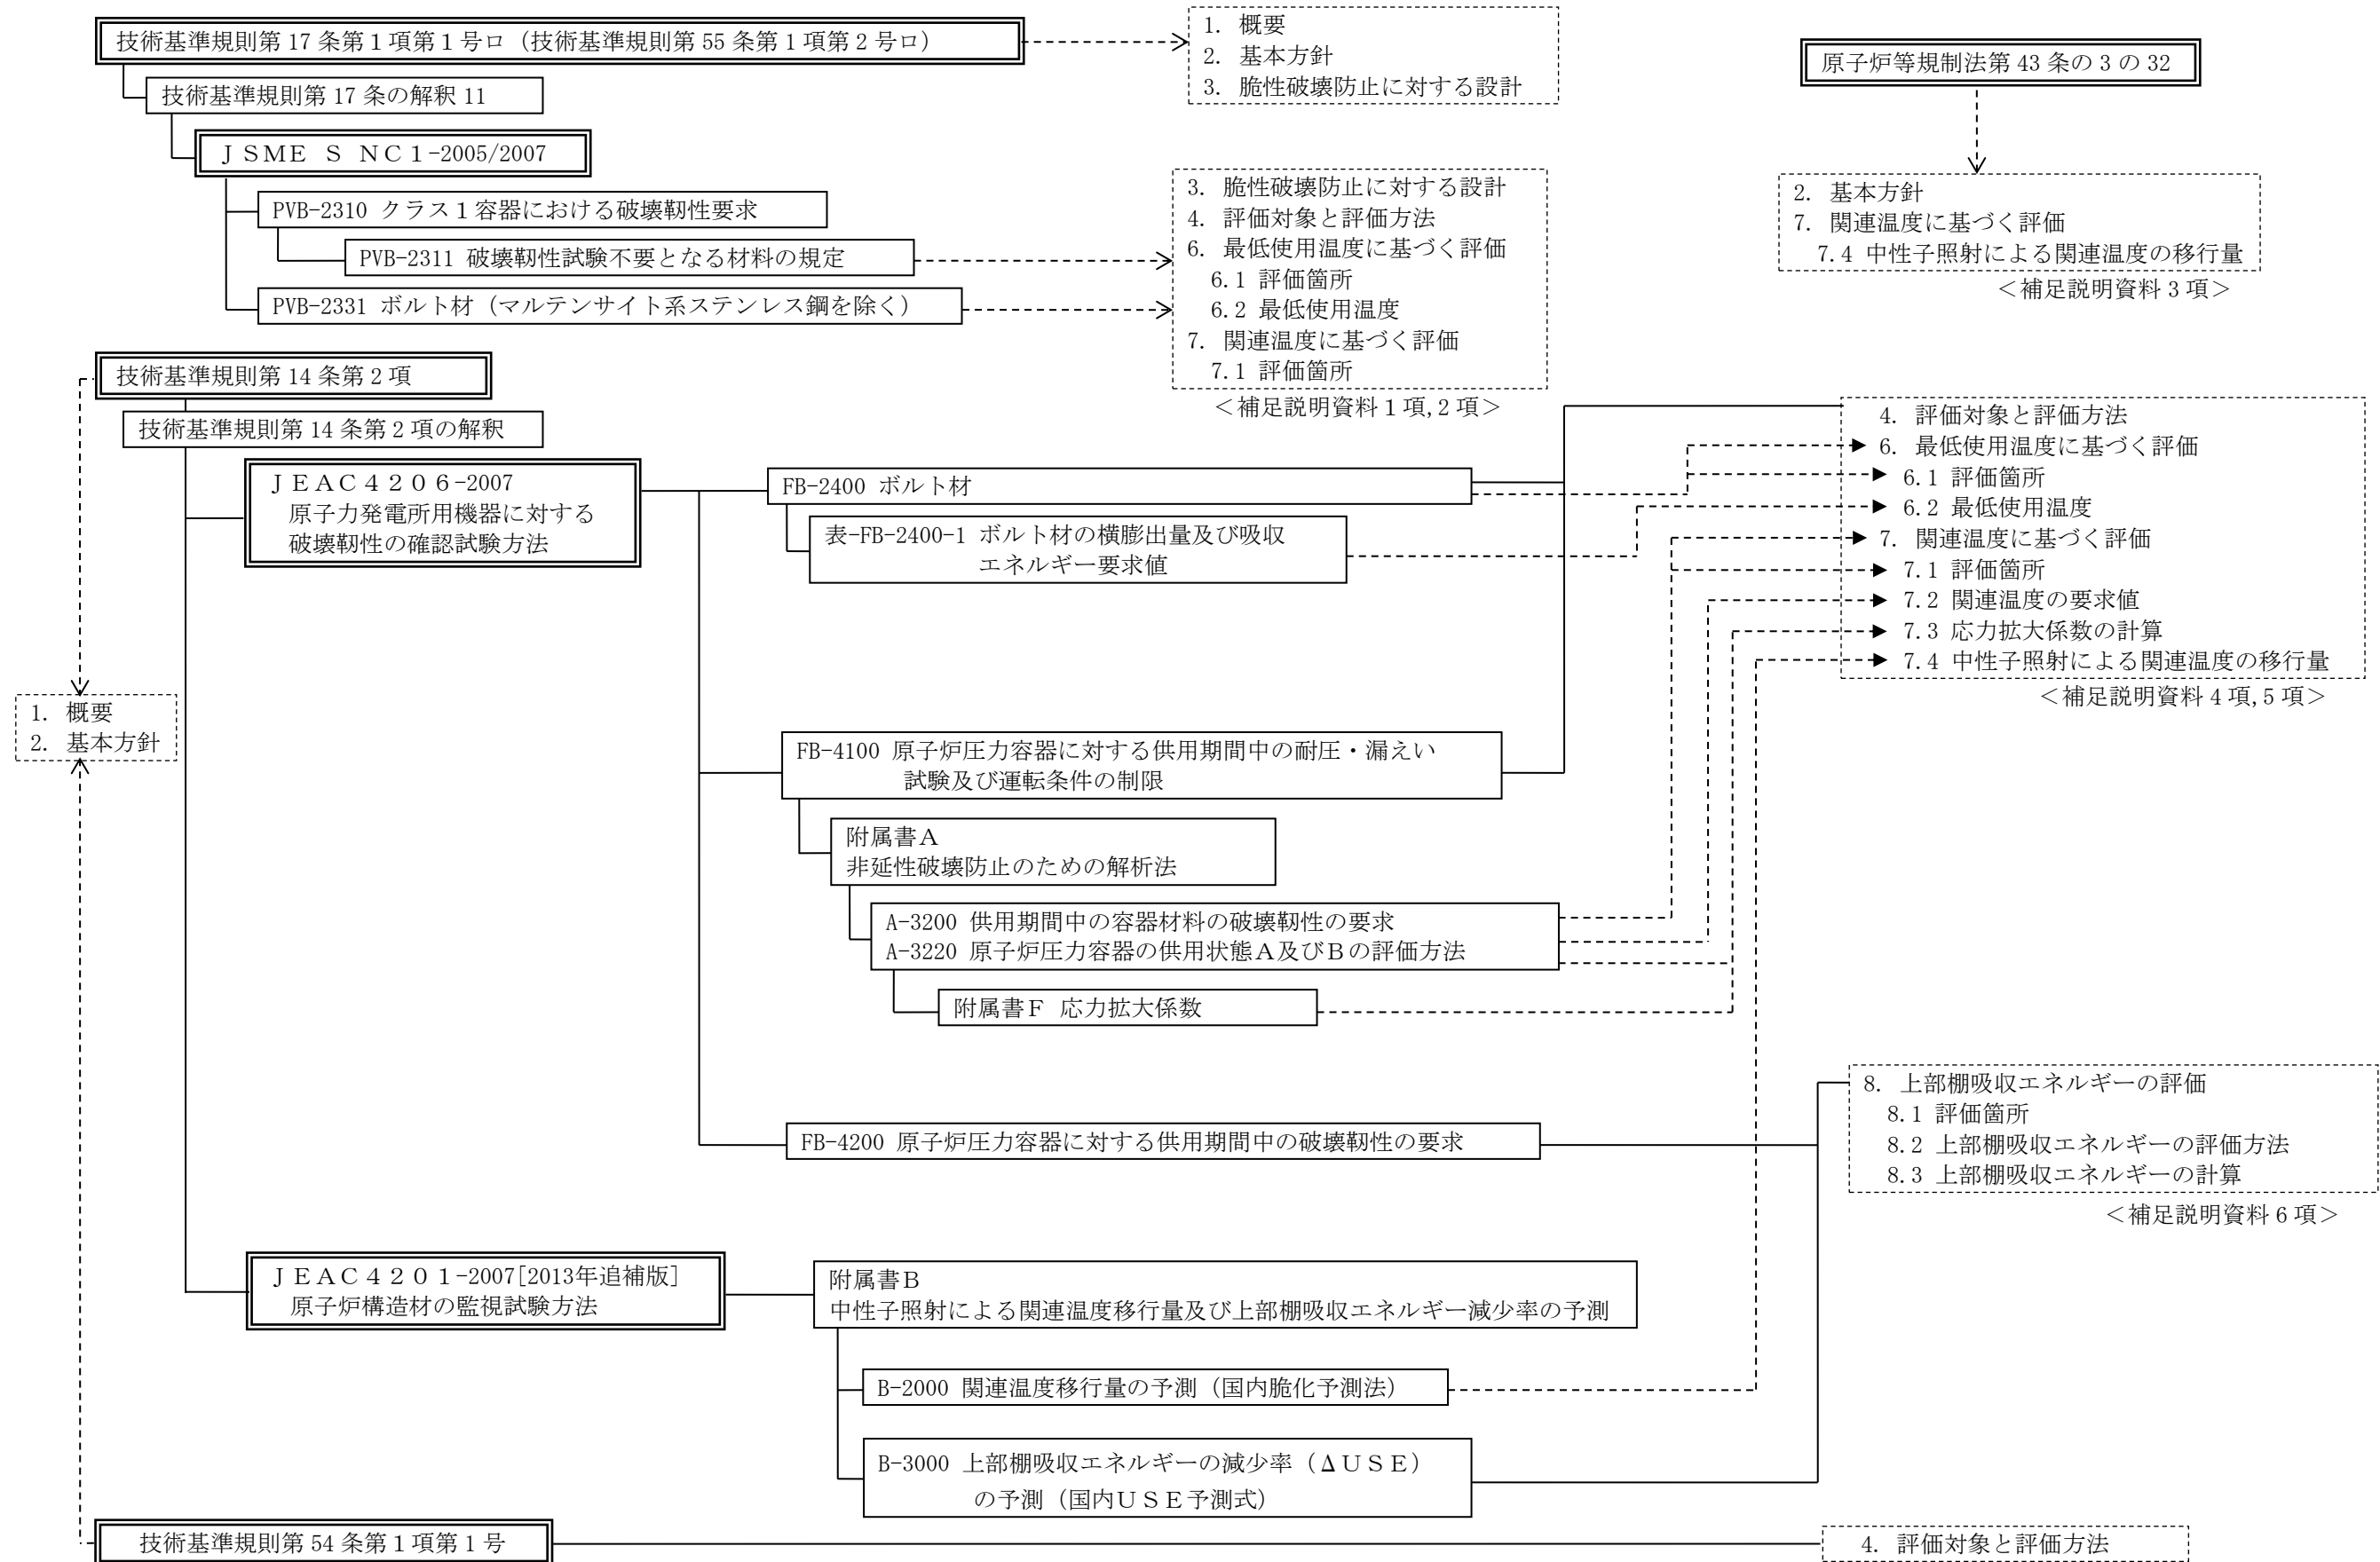 技術基準規則第 17 条第１項第１号ロ（技術基準規則第 55 条第１項第２号ロ）
1. 概要
2. 基本方針
3. 脆性破壊防止に対する設計
原子炉等規制法第 43 条の 3 の 32
技術基準規則第 17 条の解釈 11
ＪＳＭＥ Ｓ ＮＣ１-2005/2007
PVB-2310 クラス１容器における破壊靭性要求
PVB-2311 破壊靭性試験不要となる材料の規定
PVB-2331 ボルト材（マルテンサイト系ステンレス鋼を除く）
3. 脆性破壊防止に対する設計
4. 評価対象と評価方法
6. 最低使用温度に基づく評価
6.1 評価箇所
6.2 最低使用温度
7. 関連温度に基づく評価
7.1 評価箇所
＜補足説明資料１項,２項＞
2. 基本方針
7. 関連温度に基づく評価
7.4 中性子照射による関連温度の移行量
＜補足説明資料３項＞
技術基準規則第 14 条第２項
技術基準規則第 14 条第２項の解釈
ＪＥＡＣ４２０６-2007
原子力発電所用機器に対する
破壊靭性の確認試験方法
FB-2400 ボルト材
表-FB-2400-1 ボルト材の横膨出量及び吸収
エネルギー要求値
4. 評価対象と評価方法
6. 最低使用温度に基づく評価
6.1 評価箇所
6.2 最低使用温度
7. 関連温度に基づく評価
7.1 評価箇所
7.2 関連温度の要求値
7.3 応力拡大係数の計算
7.4 中性子照射による関連温度の移行量
＜補足説明資料４項,５項＞
1. 概要
2. 基本方針
FB-4100 原子炉圧力容器に対する供用期間中の耐圧・漏えい
試験及び運転条件の制限
附属書Ａ
非延性破壊防止のための解析法
A-3200 供用期間中の容器材料の破壊靭性の要求
A-3220 原子炉圧力容器の供用状態Ａ及びＢの評価方法
附属書Ｆ 応力拡大係数
FB-4200 原子炉圧力容器に対する供用期間中の破壊靭性の要求
8. 上部棚吸収エネルギーの評価
8.1 評価箇所
8.2 上部棚吸収エネルギーの評価方法
8.3 上部棚吸収エネルギーの計算
＜補足説明資料６項＞
ＪＥＡＣ４２０１-2007[2013年追補版]
原子炉構造材の監視試験方法
附属書Ｂ
中性子照射による関連温度移行量及び上部棚吸収エネルギー減少率の予測
B-2000 関連温度移行量の予測（国内脆化予測法）
B-3000 上部棚吸収エネルギーの減少率（ΔＵＳＥ）
の予測（国内ＵＳＥ予測式）
技術基準規則第 54 条第１項第１号
4. 評価対象と評価方法